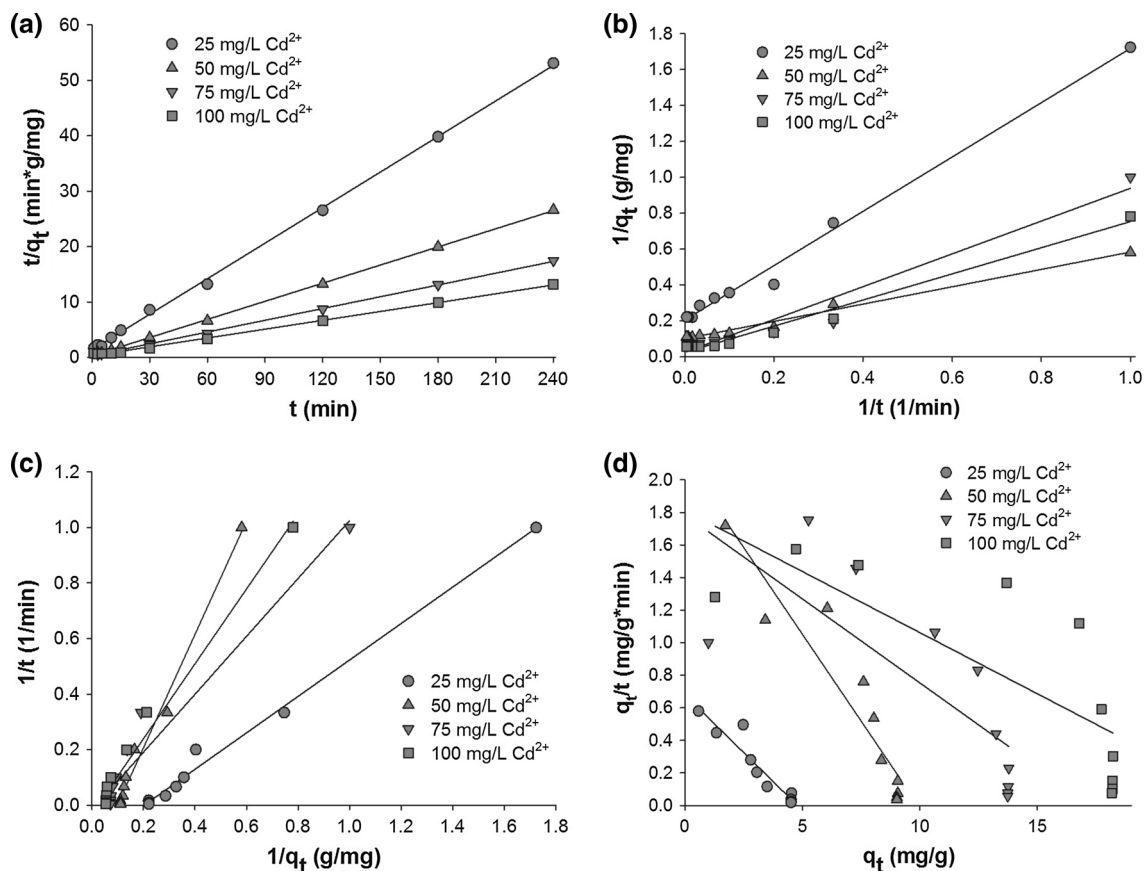 (a)
60
50
40
30
20
10
0
t/qt (min*g/mg)
25 mg/L Cd2+
50 mg/L Cd2+
75 mg/L Cd2+
100 mg/L Cd2+
0 30 60 90 120 150 180 210 240
t (min)
(b)
1.8
1.6
1.4
1.2
1.0
0.8
0.6
0.4
0.2
0.0
1/qt (g/mg)
25 mg/L Cd2+
50 mg/L Cd2+
75 mg/L Cd2+
100 mg/L Cd2+
0.0 0.2 0.4 0.6 0.8 1.0
1/t (1/min)
(c)
1.2
1.0
0.8
0.6
0.4
0.2
0.0
1/t (1/min)
25 mg/L Cd2+
50 mg/L Cd2+
75 mg/L Cd2+
100 mg/L Cd2+
0.0 0.2 0.4 0.6 0.8 1.0 1.2 1.4 1.6 1.8
1/qt (g/mg)
(d)
2.0
1.8
1.6
1.4
1.2
1.0
0.8
0.6
0.4
0.2
0.0
qt/t (mg/g*min)
25 mg/L Cd2+
50 mg/L Cd2+
75 mg/L Cd2+
100 mg/L Cd2+
0 5 10 15
qt (mg/g)